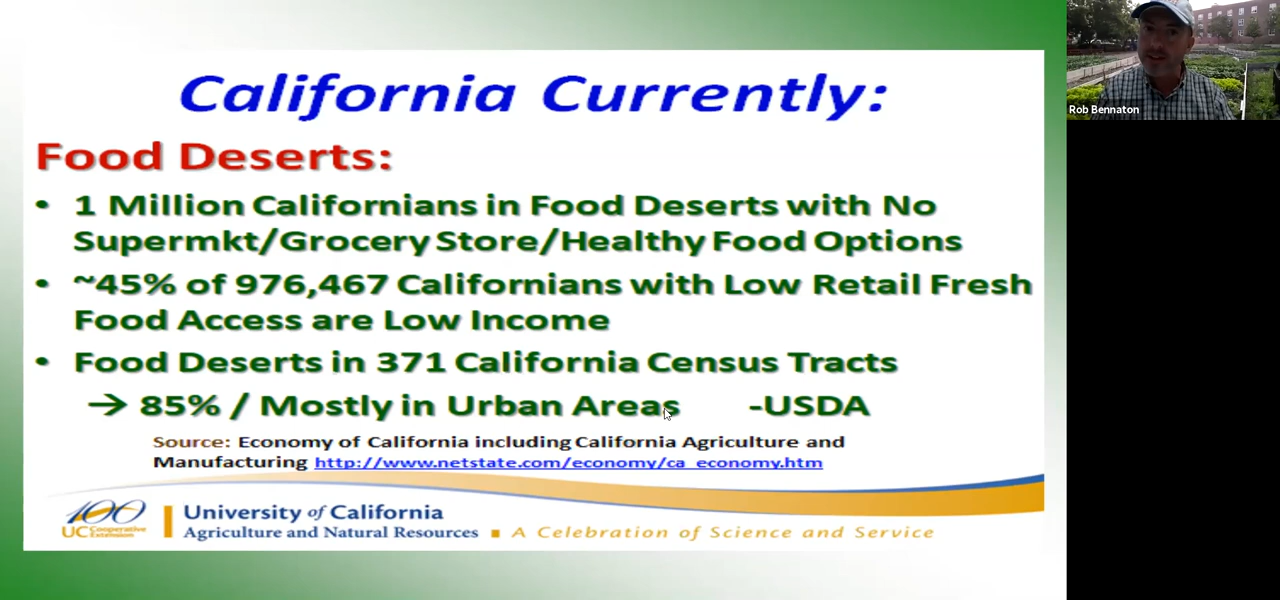 California Currently:
Food Deserts:
• 1 Million Californians in Food Deserts with No
Supermkt/Grocery Store/Healthy Food Options
• ~45% of 976,467 Californians with Low Retail Fresh
Food Access are Low Income
• Food Deserts in 371 California Census Tracts
→ 85% / Mostly in Urban Areas -USDA
Source: Economy of California including California Agriculture and
Manufacturing http://www.netstate.com/economy/ca_economy.htm
100
UC Cooperative
Extension
University of California
Agriculture and Natural Resources ■ A Celebration of Science and Service
Rob Bennaton